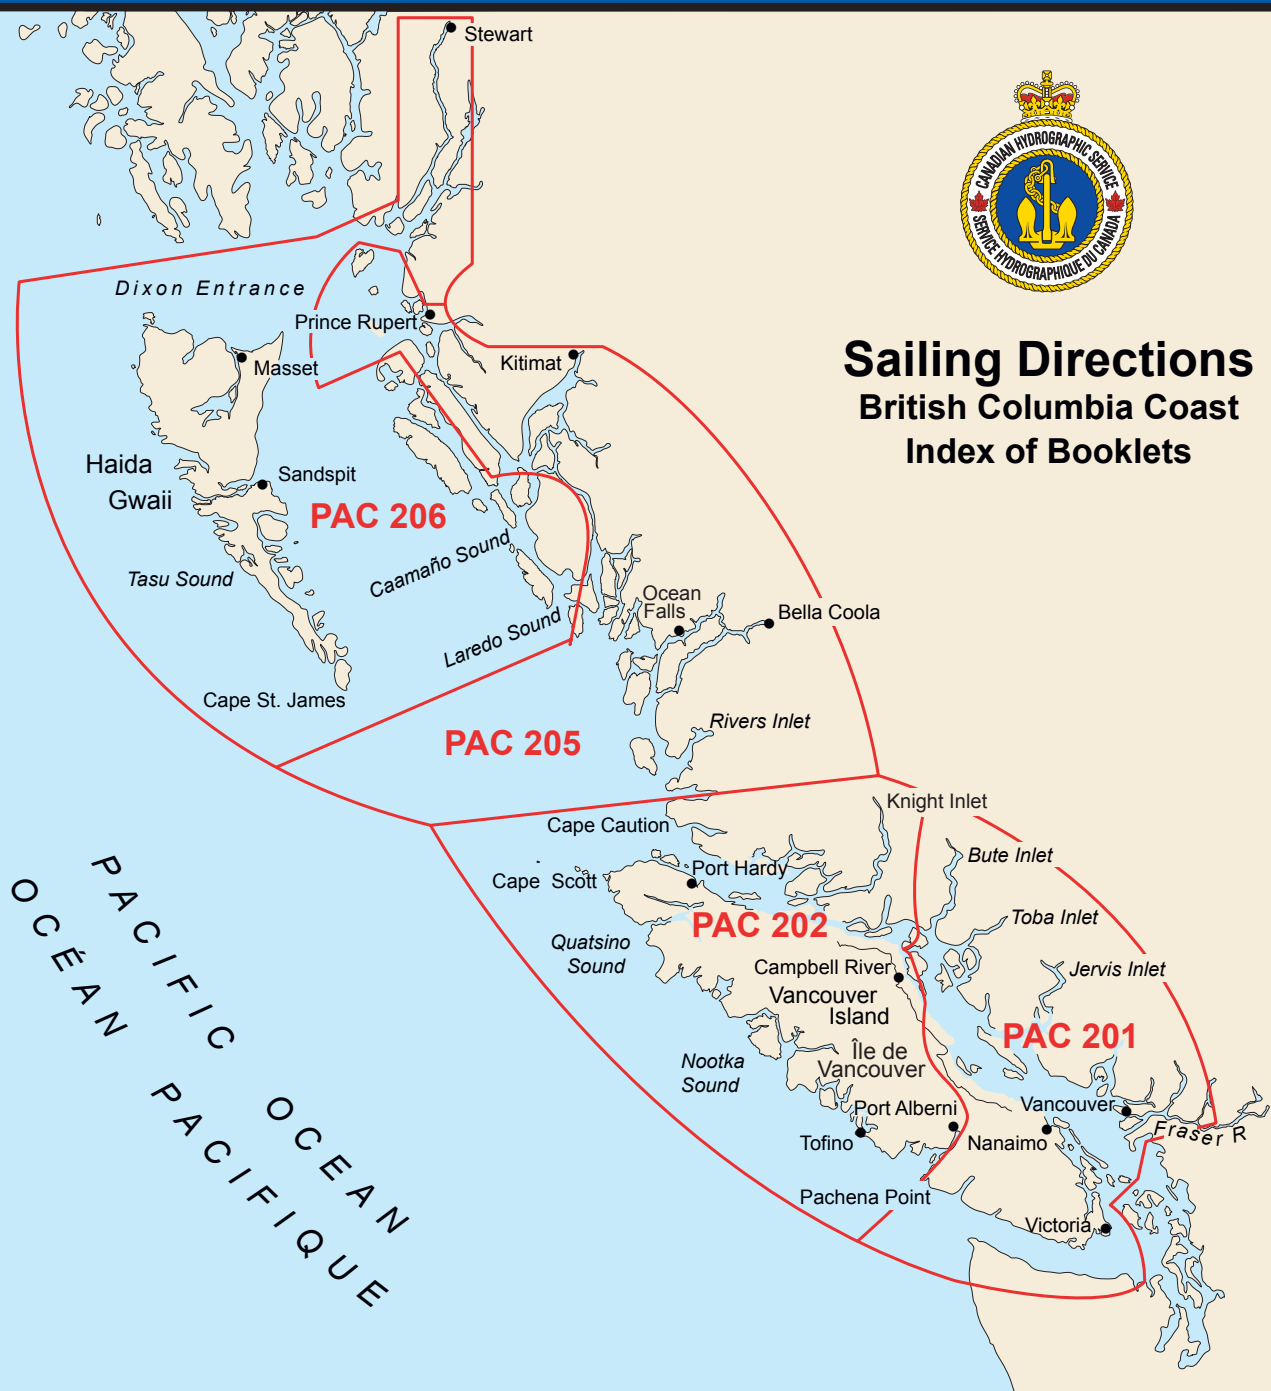 Stewart
CANADIAN HYDROGRAPHIC SERVICE
SERVICE HYDROGRAPHIQUE DU CANADA
Sailing Directions
British Columbia Coast
Index of Booklets
Dixon Entrance
Prince Rupert
Masset
Kitimat
Haida
Gwaii
Sandspit
PAC 206
Tasu Sound
Caamaño Sound
Ocean
Falls
Bella Coola
Laredo Sound
Cape St. James
Rivers Inlet
PAC 205
Knight Inlet
Cape Caution
Bute Inlet
Port Hardy
Cape Scott
Toba Inlet
PAC 202
Quatsino
Sound
Campbell River
Jervis Inlet
Vancouver
Island
PAC 201
Île de
Vancouver
Nootka
Sound
Port Alberni
Vancouver
Fraser R
Tofino
Nanaimo
Pachena Point
Victoria
PACIFIC OCEAN
OCÉAN PACIFIQUE